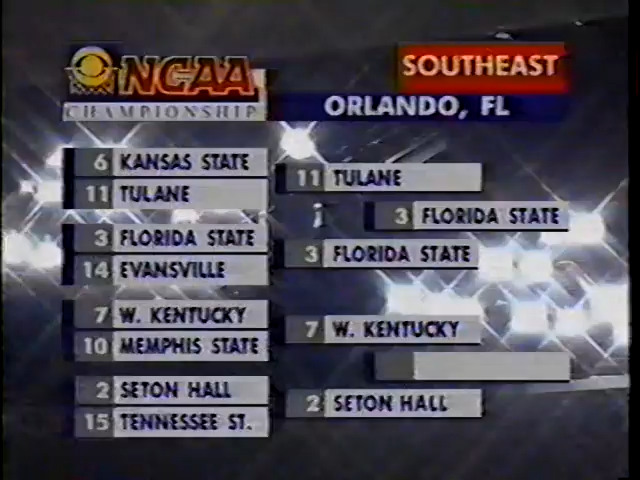 NCAA
CHAMPIONSHIP
SOUTHEAST
ORLANDO, FL
6 KANSAS STATE
11 TULANE
3 FLORIDA STATE
14 EVANSVILLE
7 W. KENTUCKY
10 MEMPHIS STATE
2 SETON HALL
15 TENNESSEE ST.
11 TULANE
3 FLORIDA STATE
7 W. KENTUCKY
2 SETON HALL
3 FLORIDA STATE